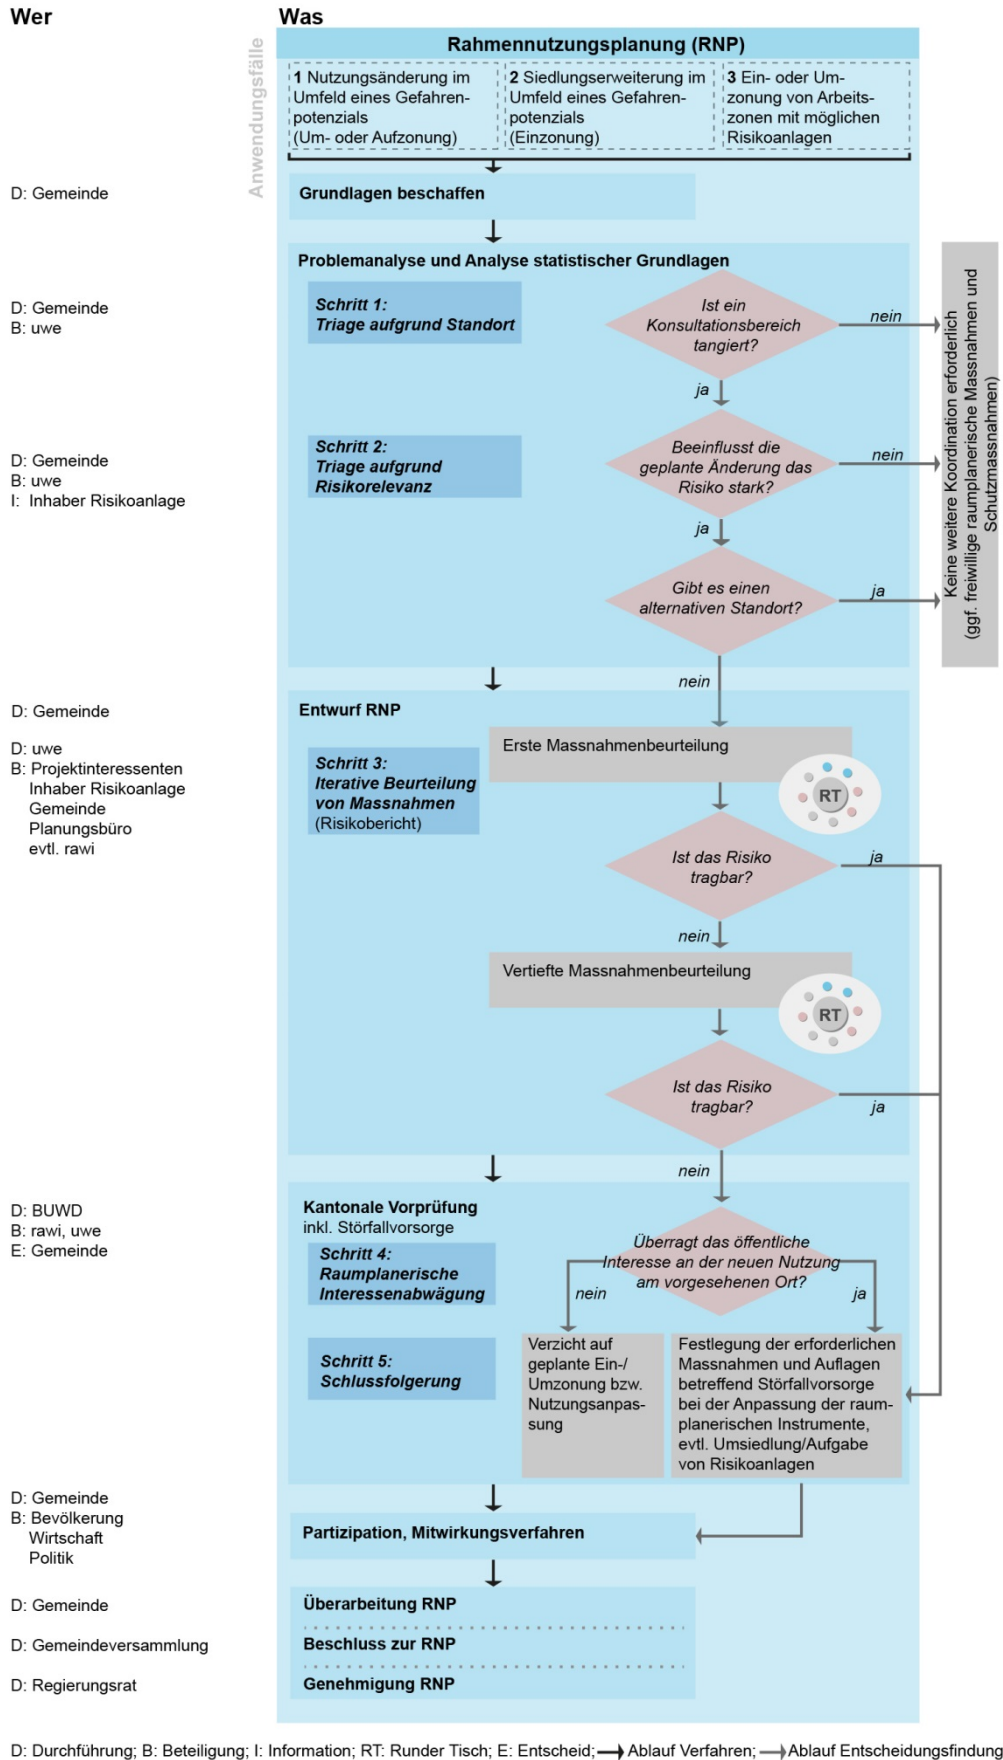 Wer
Was
Anwendungsfälle
Rahmennutzungsplanung (RNP)
1 Nutzungsänderung im
Umfeld eines Gefahren-
potenzials
(Um- oder Aufzonung)
2 Siedlungserweiterung im
Umfeld eines Gefahren-
potenzials
(Einzonung)
3 Ein- oder Um-
zonung von Arbeits-
zonen mit möglichen
Risikoanlagen
D: Gemeinde
Grundlagen beschaffen
Problemanalyse und Analyse statistischer Grundlagen
D: Gemeinde
B: uwe
Schritt 1:
Triage aufgrund Standort
Ist ein
Konsultationsbereich
tangiert?
nein
ja
D: Gemeinde
B: uwe
I: Inhaber Risikoanlage
Schritt 2:
Triage aufgrund
Risikorelevanz
Beeinflusst die
geplante Änderung das
Risiko stark?
nein
ja
Gibt es einen
alternativen Standort?
ja
nein
Keine weitere Koordination erforderlich
(ggf. freiwillige raumplanerische Massnahmen und
Schutzmassnahmen)
D: Gemeinde
Entwurf RNP
D: uwe
B: Projektinteressenten
Inhaber Risikoanlage
Gemeinde
Planungsbüro
evtl. rawi
Schritt 3:
Iterative Beurteilung
von Massnahmen
(Risikobericht)
Erste Massnahmenbeurteilung
RT
Ist das Risiko
tragbar?
ja
nein
Vertiefte Massnahmenbeurteilung
RT
Ist das Risiko
tragbar?
ja
nein
D: BUWD
B: rawi, uwe
E: Gemeinde
Kantonale Vorprüfung
inkl. Störfallvorsorge
Schritt 4:
Raumplanerische
Interessenabwägung
Überragt das öffentliche
Interesse an der neuen Nutzung
am vorgesehenen Ort?
nein
ja
Schritt 5:
Schlussfolgerung
Verzicht auf
geplante Ein-/
Umzonung bzw.
Nutzungsanpas-
sung
Festlegung der erforderlichen
Massnahmen und Auflagen
betreffend Störfallvorsorge
bei der Anpassung der raum-
planerischen Instrumente,
evtl. Umsiedlung/Aufgabe
von Risikoanlagen
D: Gemeinde
B: Bevölkerung
Wirtschaft
Politik
Partizipation, Mitwirkungsverfahren
D: Gemeinde
Überarbeitung RNP
D: Gemeindeversammlung
Beschluss zur RNP
D: Regierungsrat
Genehmigung RNP
D: Durchführung; B: Beteiligung; I: Information; RT: Runder Tisch; E: Entscheid; Ablauf Verfahren; Ablauf Entscheidungsfindung